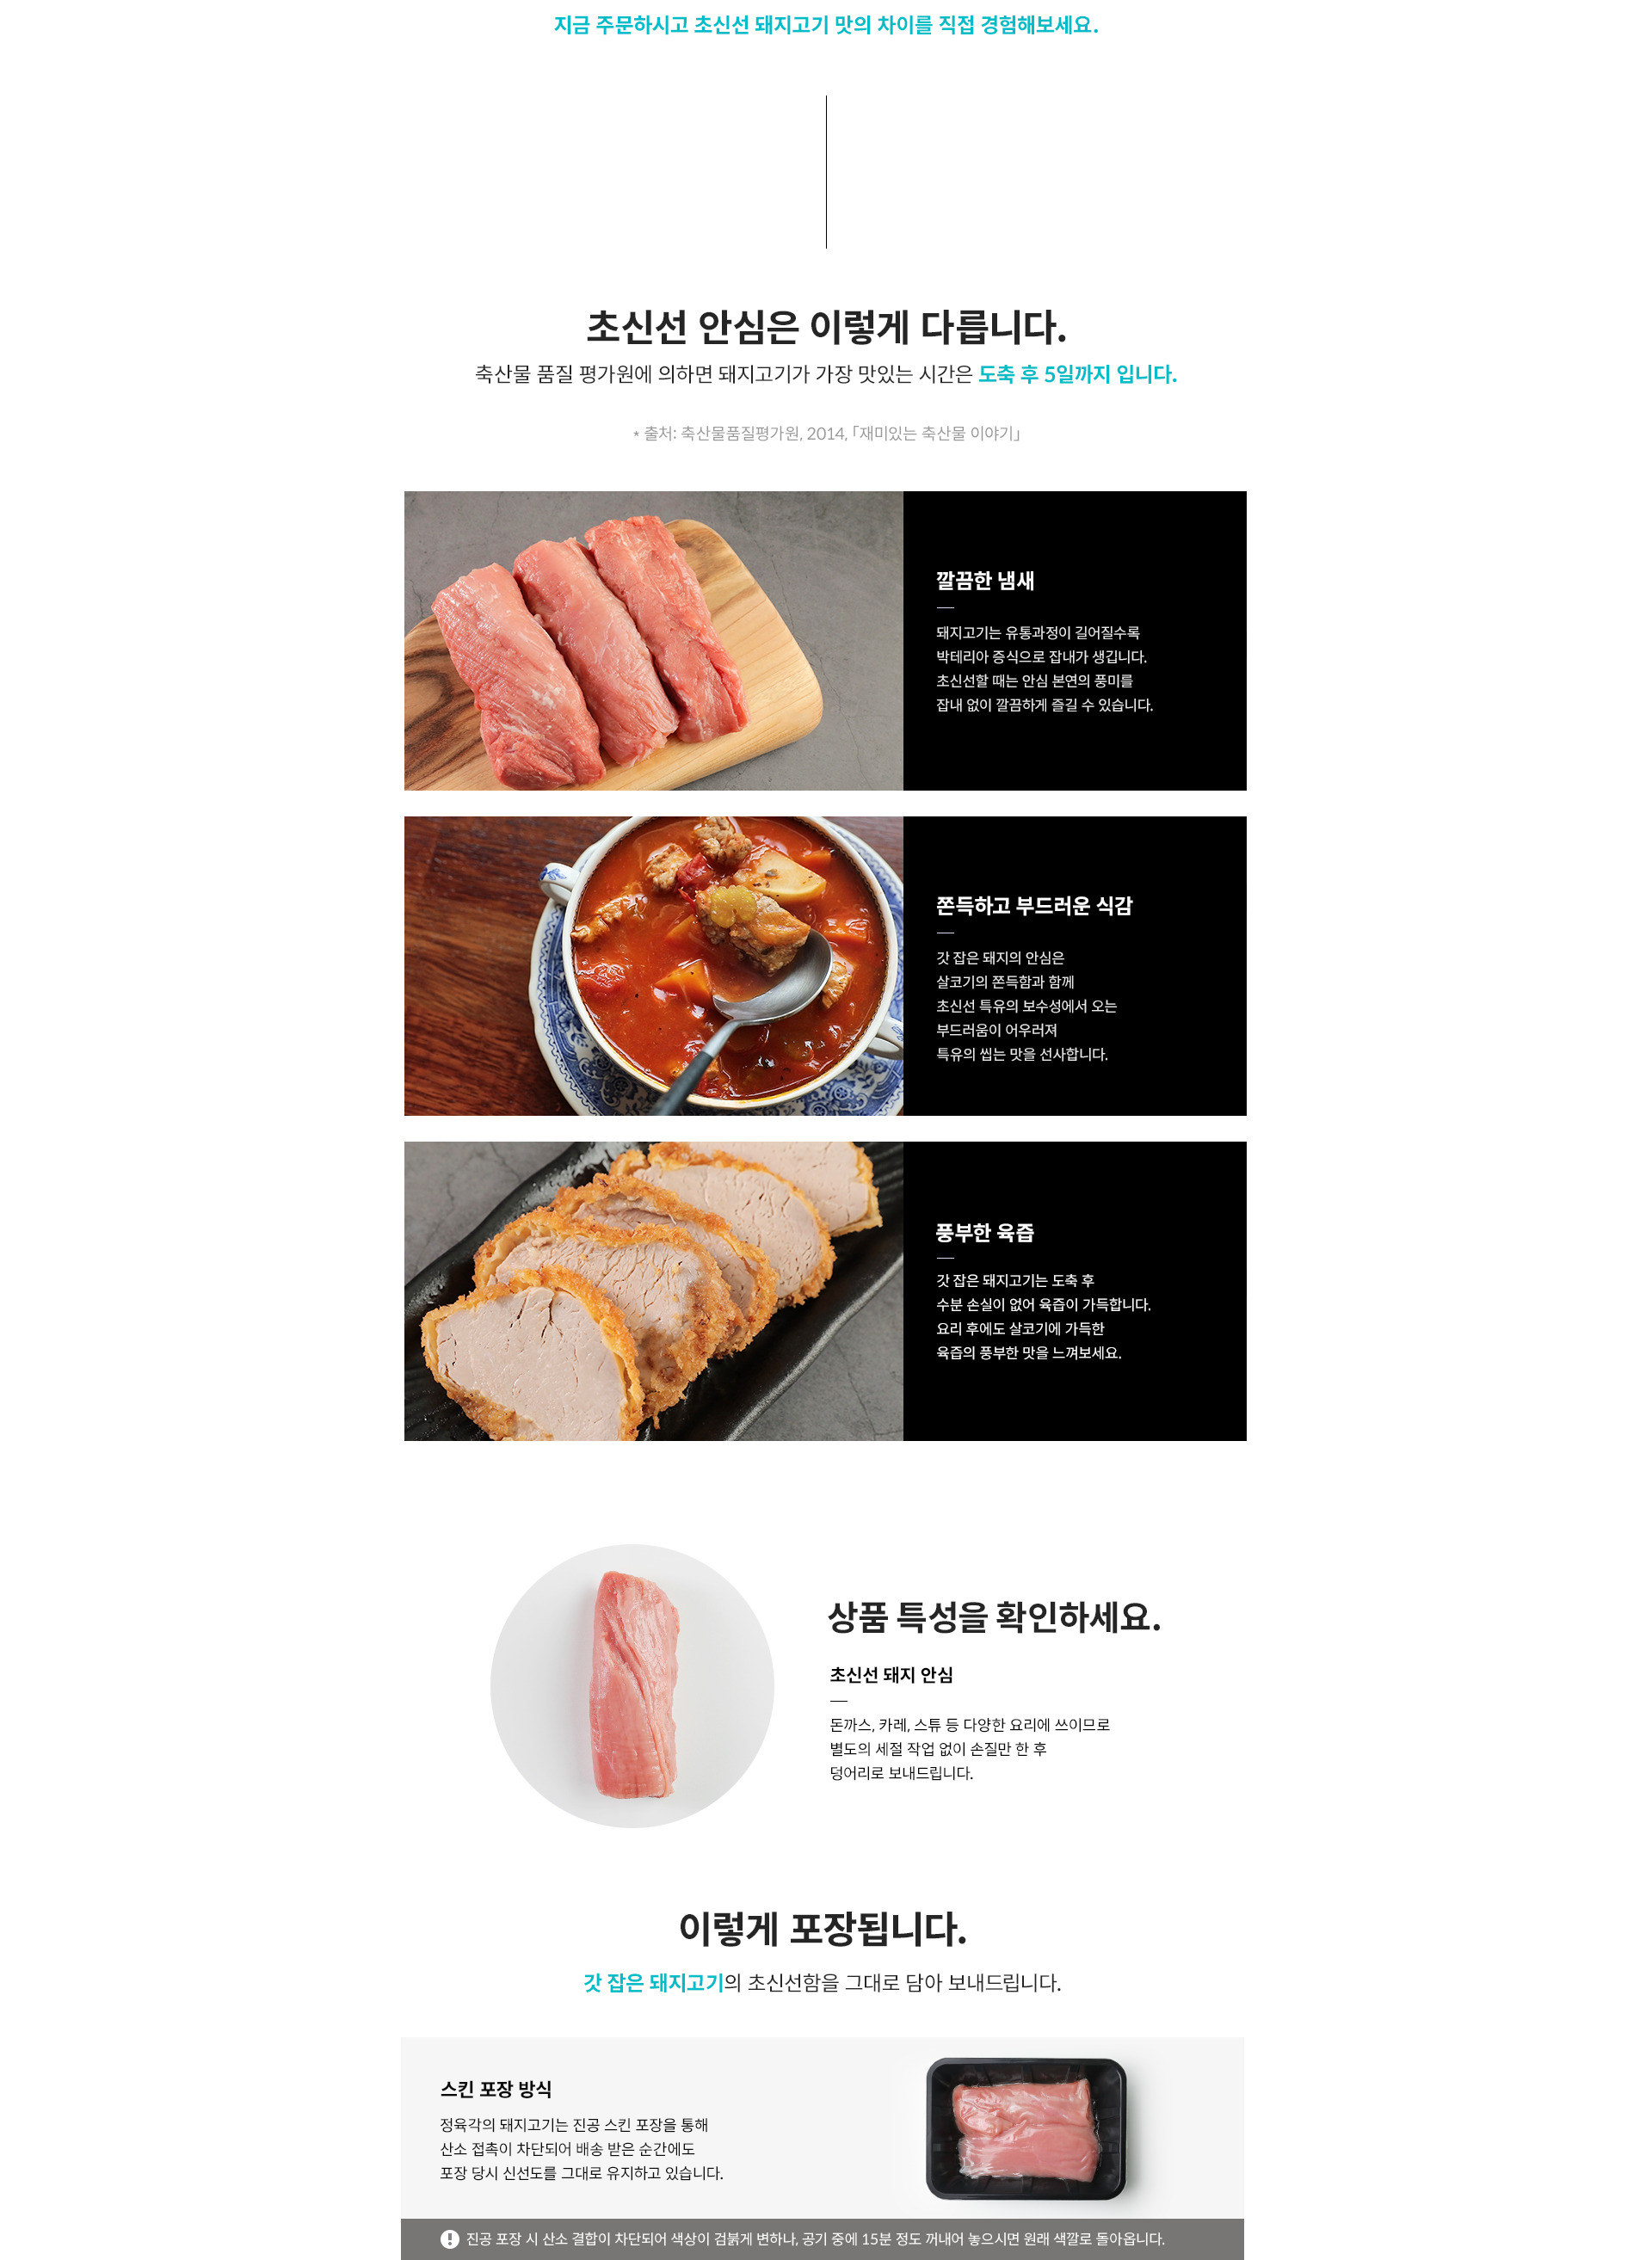 지금 주문하시고 초신선 돼지고기 맛의 차이를 직접 경험해보세요.
초신선 안심은 이렇게 다릅니다.
축산물 품질 평가원에 의하면 돼지고기가 가장 맛있는 시간은 도축 후 5일까지 입니다.
* 출처: 축산물품질평가원, 2014, 「재미있는 축산물 이야기」
깔끔한 냄새
돼지고기는 유통과정이 길어질수록
박테리아 증식으로 잡내가 생깁니다.
초신선할 때는 안심 본연의 풍미를
잡내 없이 깔끔하게 즐길 수 있습니다.
쫀득하고 부드러운 식감
갓 잡은 돼지의 안심은
살코기의 쫀득함과 함께
초신선 특유의 보수성에서 오는
부드러움이 어우러져
특유의 씹는 맛을 선사합니다.
풍부한 육즙
갓 잡은 돼지고기는 도축 후
수분 손실이 없어 육즙이 가득합니다.
요리 후에도 살코기에 가득한
육즙의 풍부한 맛을 느껴보세요.
상품 특성을 확인하세요.
초신선 돼지 안심
돈까스, 카레, 스튜 등 다양한 요리에 쓰이므로
별도의 세절 작업 없이 손질만 한 후
덩어리로 보내드립니다.
이렇게 포장됩니다.
갓 잡은 돼지고기의 초신선함을 그대로 담아 보내드립니다.
스킨 포장 방식
정육각의 돼지고기는 진공 스킨 포장을 통해
산소 접촉이 차단되어 배송 받은 순간에도
포장 당시 신선도를 그대로 유지하고 있습니다.
진공 포장 시 산소 결합이 차단되어 색상이 검붉게 변하나, 공기 중에 15분 정도 꺼내어 놓으시면 원래 색깔로 돌아옵니다.